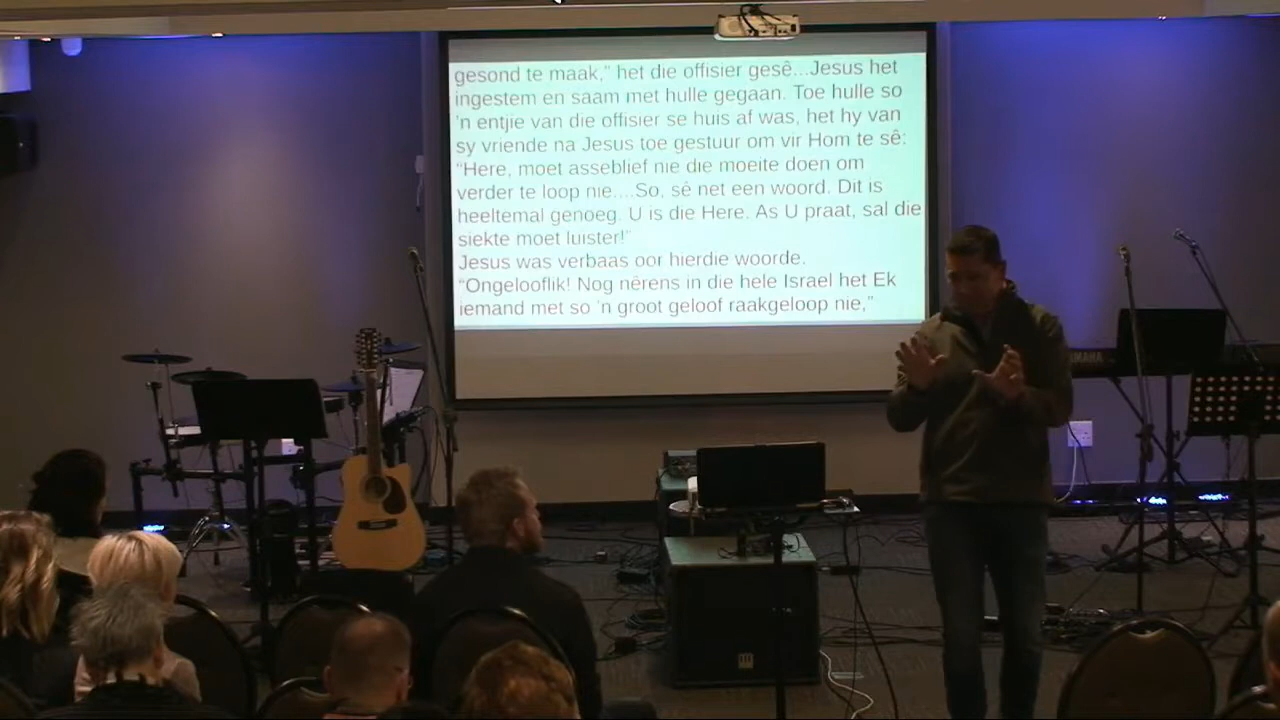 gesond te maak,” het die offisier gesê...Jesus het
ingestem en saam met hulle gegaan. Toe hulle so
'n entjie van die offisier se huis af was, het hy van
sy vriende na Jesus toe gestuur om vir Hom te sê:
“Here, moet asseblief nie die moeite doen om
verder te loop nie....So, sê net een woord. Dit is
heeltemal genoeg. U is die Here. As U praat, sal die
siekte moet luister!”
Jesus was verbaas oor hierdie woorde.
“Ongelooflik! Nog nêrens in die hele Israel het Ek
iemand met so 'n groot geloof raakgeloop nie,”
YAMAHA